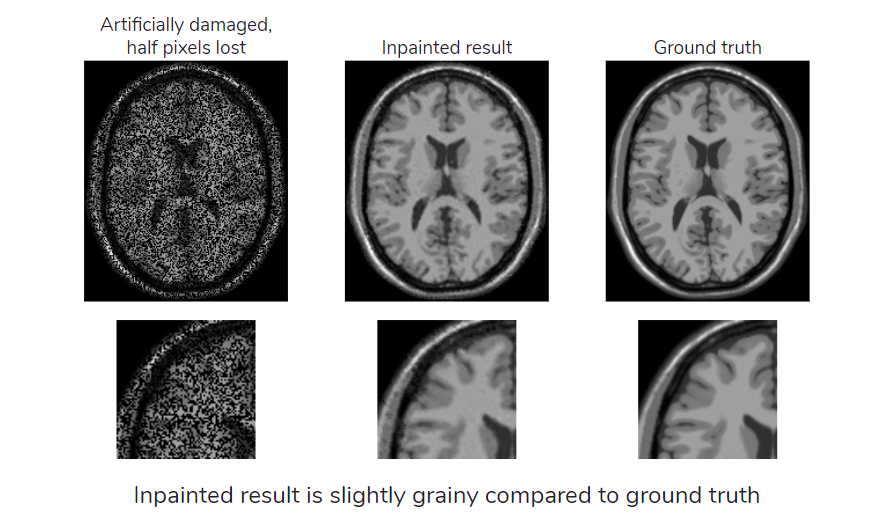 Artificially damaged,
half pixels lost
Inpainted result
Ground truth
Inpainted result is slightly grainy compared to ground truth